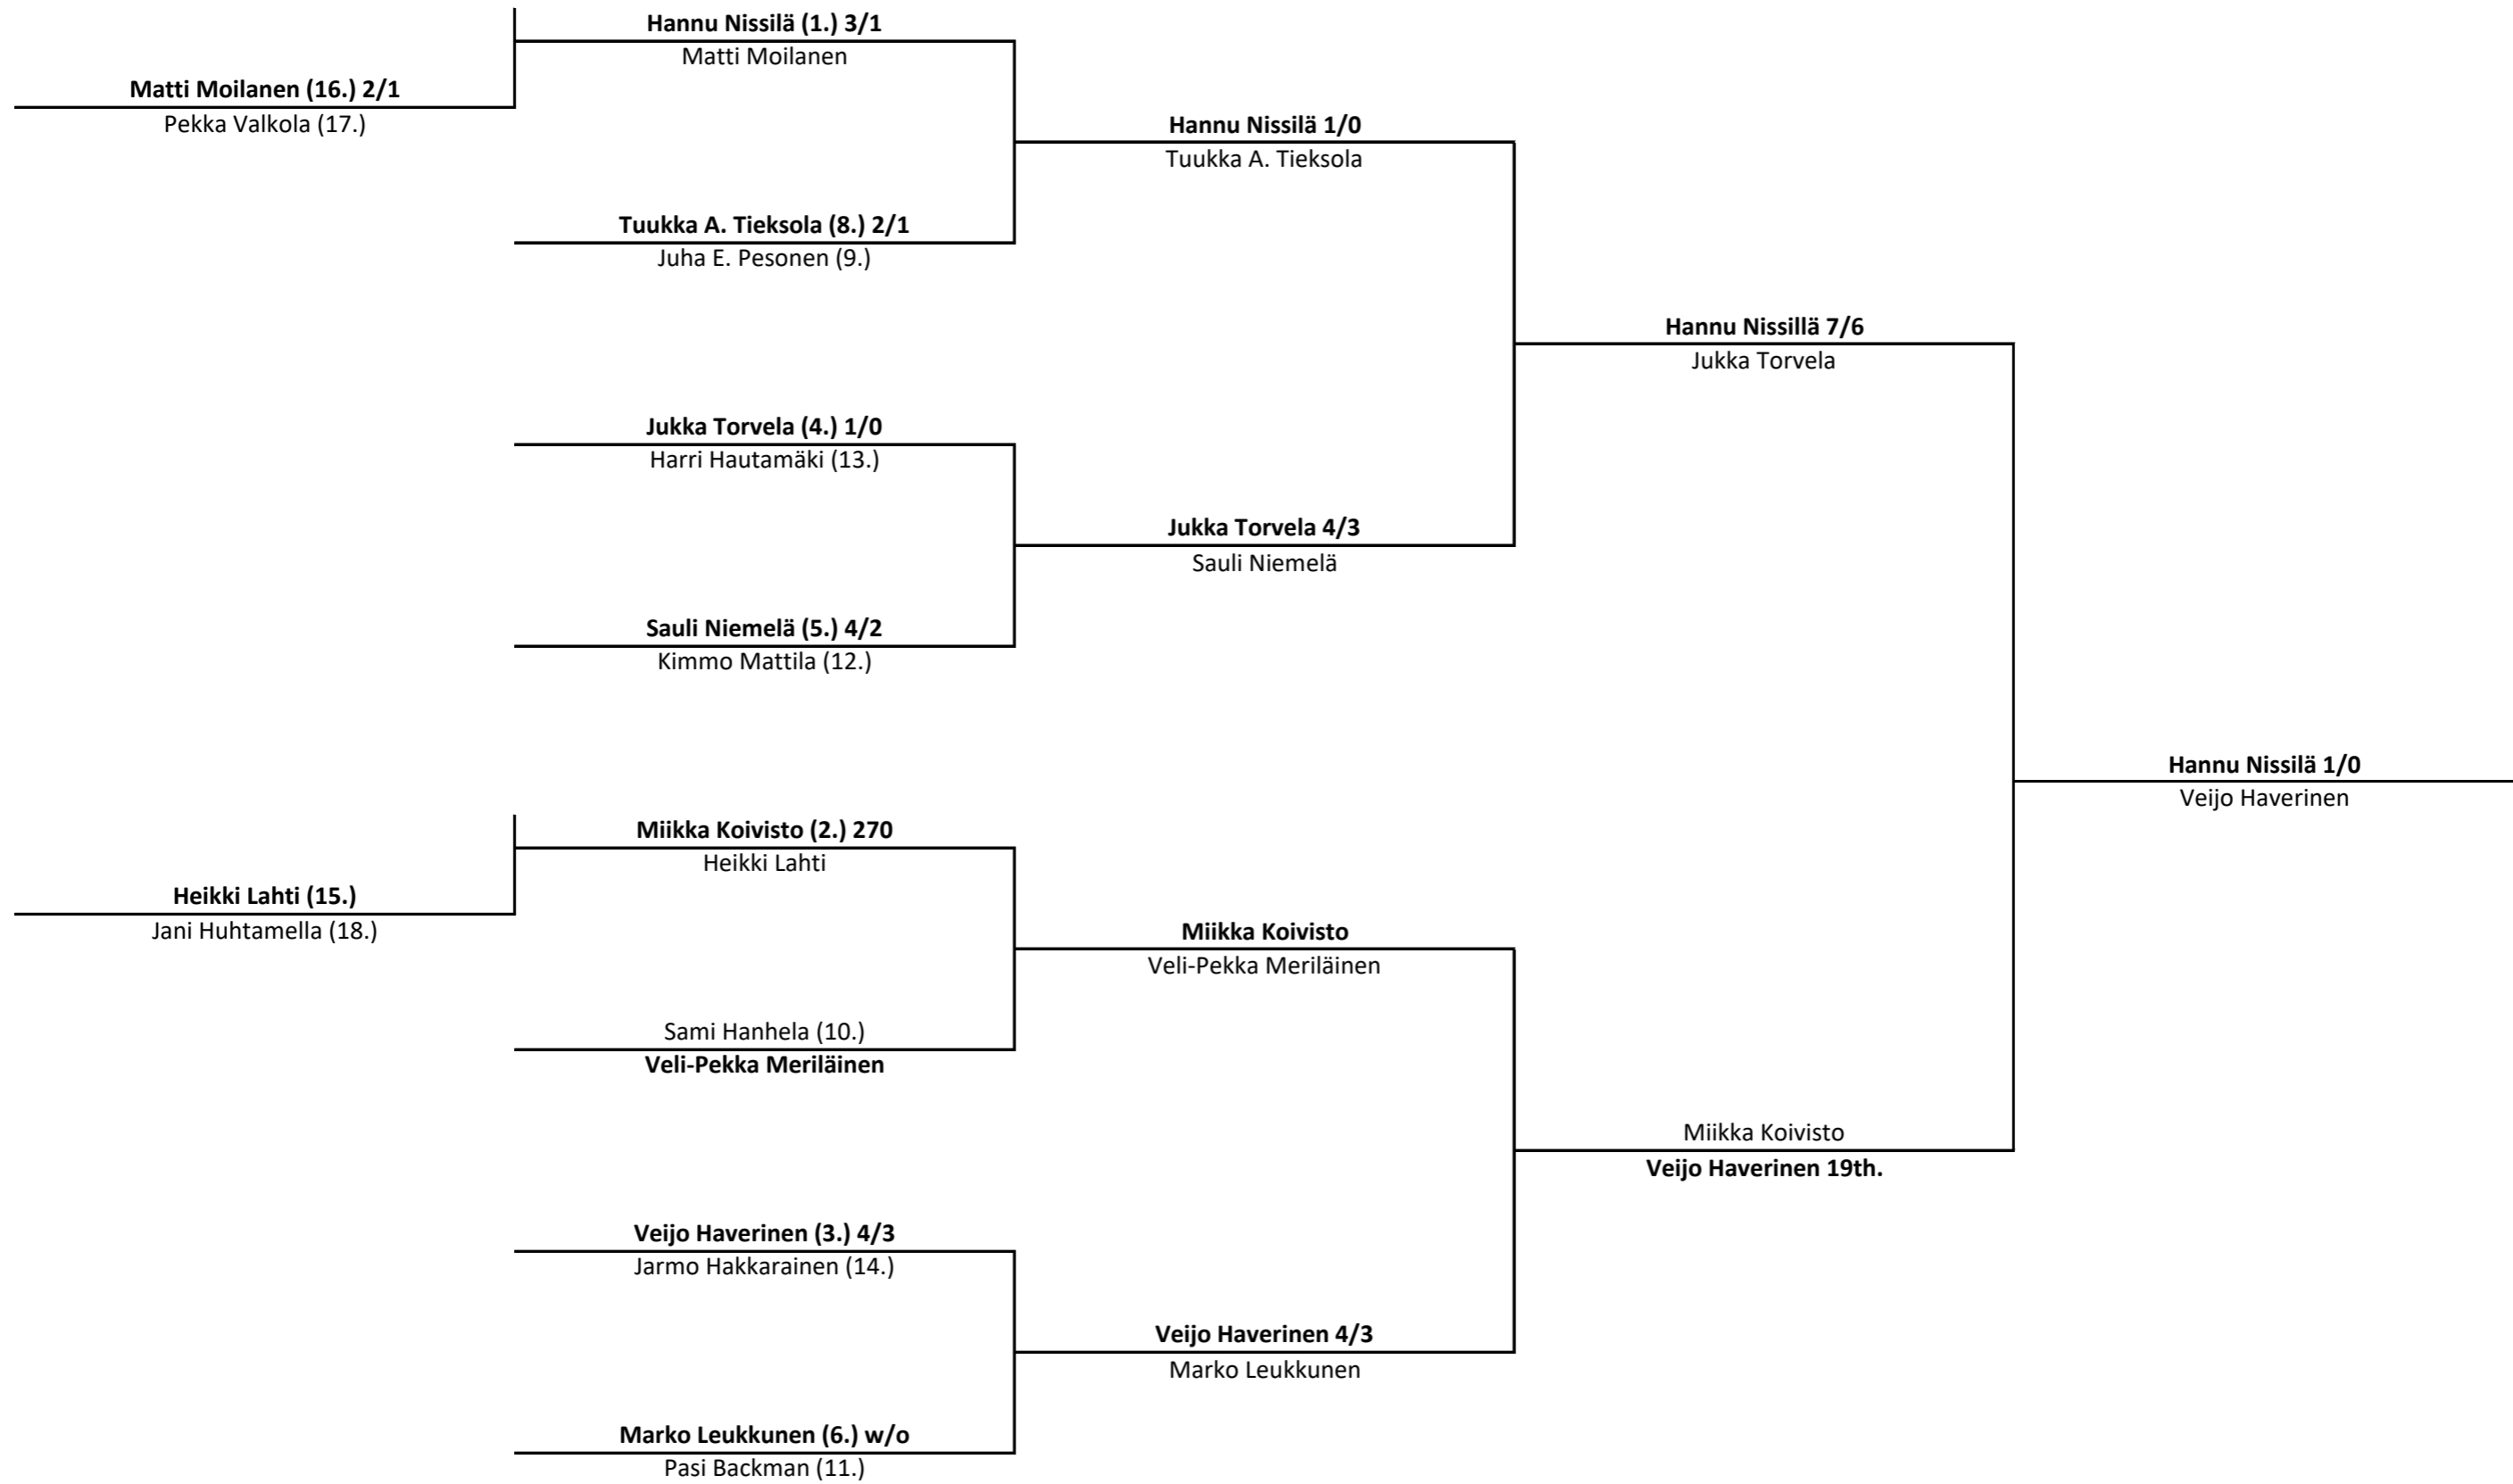 Hannu Nissilä (1.) 3/1
Matti Moilanen
Matti Moilanen (16.) 2/1
Pekka Valkola (17.)
Hannu Nissilä 1/0
Tuukka A. Tieksola
Tuukka A. Tieksola (8.) 2/1
Juha E. Pesonen (9.)
Hannu Nissillä 7/6
Jukka Torvela
Jukka Torvela (4.) 1/0
Harri Hautamäki (13.)
Jukka Torvela 4/3
Sauli Niemelä
Sauli Niemelä (5.) 4/2
Kimmo Mattila (12.)
Hannu Nissilä 1/0
Veijo Haverinen
Miikka Koivisto (2.) 270
Heikki Lahti
Heikki Lahti (15.)
Jani Huhtamella (18.)
Miikka Koivisto
Veli-Pekka Meriläinen
Sami Hanhela (10.)
Veli-Pekka Meriläinen
Miikka Koivisto
Veijo Haverinen 19th.
Veijo Haverinen (3.) 4/3
Jarmo Hakkarainen (14.)
Veijo Haverinen 4/3
Marko Leukkunen
Marko Leukkunen (6.) w/o
Pasi Backman (11.)